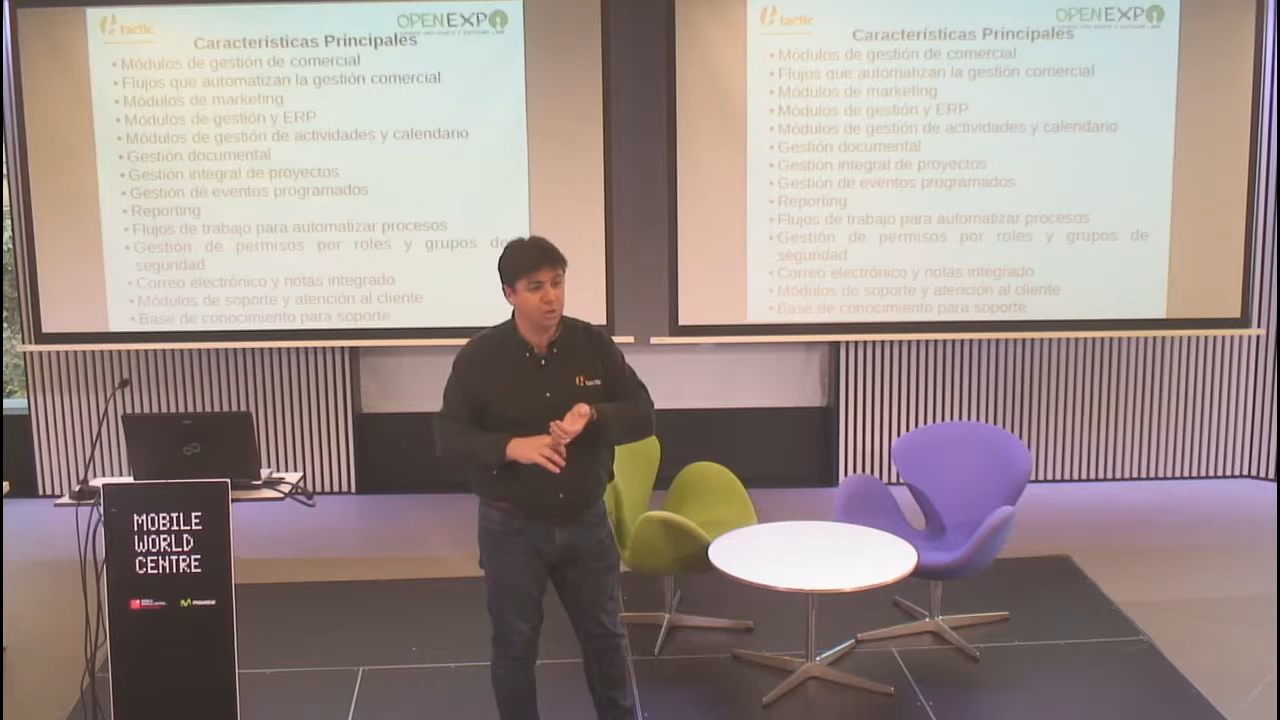 tactic
OPENEXPO
Características Principales
• Módulos de gestión de comercial
• Flujos que automatizan la gestión comercial
• Módulos de marketing
• Módulos de gestión y ERP
• Módulos de gestión de actividades y calendario
• Gestión documental
• Gestión integral de proyectos
• Gestión de eventos programados
• Reporting
• Flujos de trabajo para automatizar procesos
• Gestión de permisos por roles y grupos de
seguridad
• Correo electrónico y notas integrado
• Módulos de soporte y atención al cliente
• Base de conocimiento para soporte
tactic
OPENEXPO
Características Principales
• Módulos de gestión de comercial
• Flujos que automatizan la gestión comercial
• Módulos de marketing
• Módulos de gestión y ERP
• Módulos de gestión de actividades y calendario
• Gestión documental
• Gestión integral de proyectos
• Gestión de eventos programados
• Reporting
• Flujos de trabajo para automatizar procesos
• Gestión de permisos por roles y grupos de
seguridad
• Correo electrónico y notas integrado
• Módulos de soporte y atención al cliente
• Base de conocimiento para soporte
tactic
MOBILE
WORLD
CENTRE
movistar